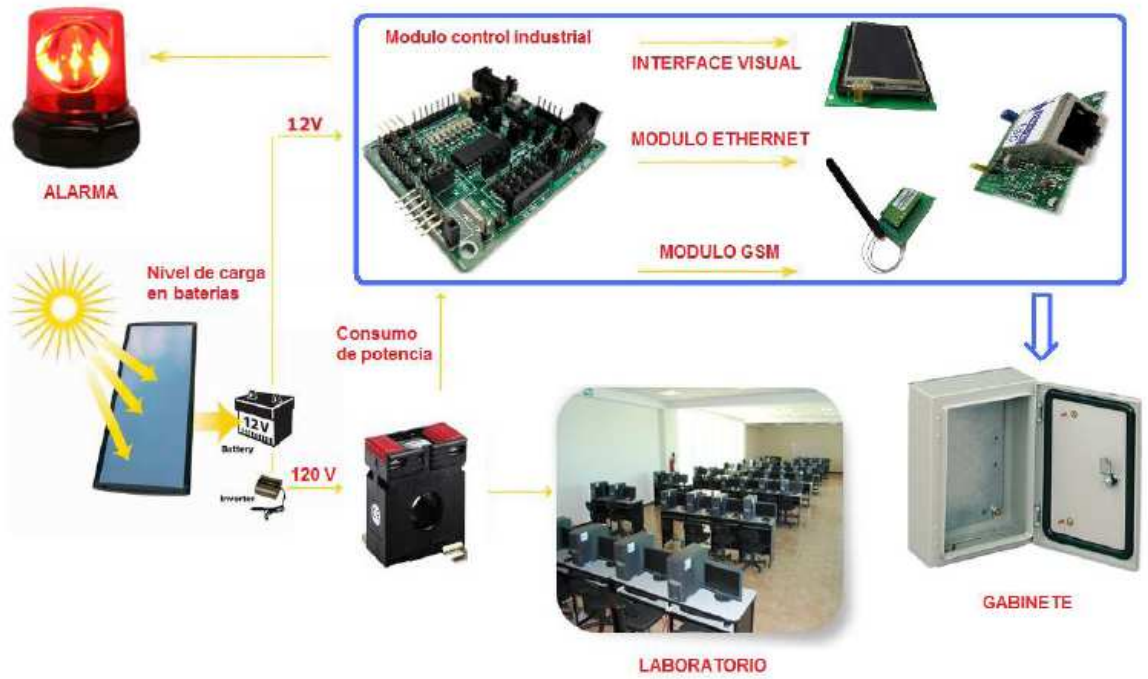 Modulo control industrial
INTERFACE VISUAL
12V
MODULO ETHERNET
ALARMA
MODULO GSM
Nivel de carga
en baterias
Consumo
de potencia
12V
Battery
120 V
Inverter
GABINETE
LABORATORIO